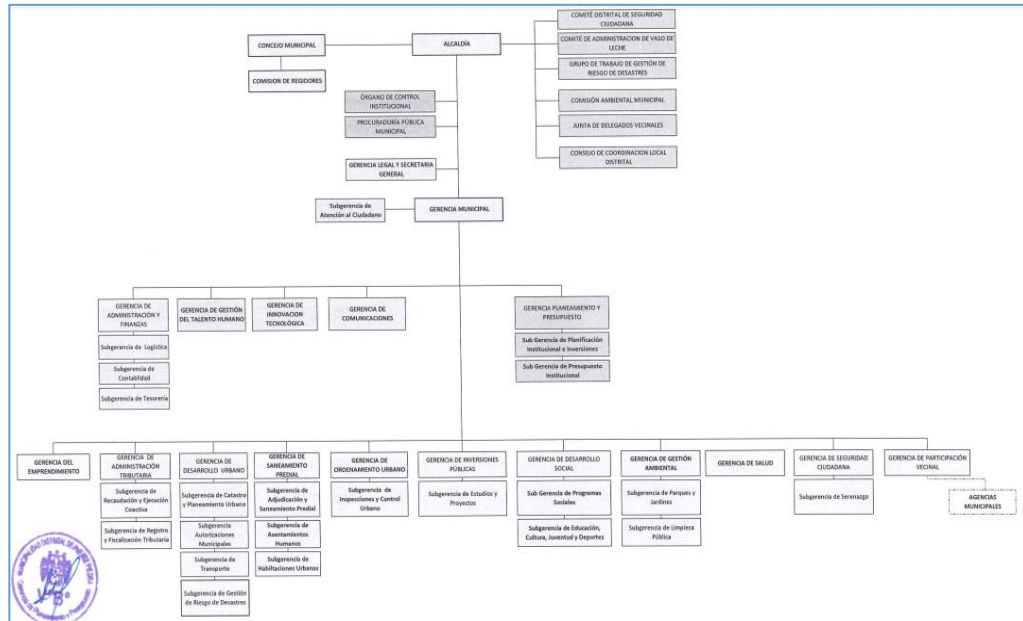 COMITÉ DISTRITAL DE SEGURIDAD
CIUDADANA
CONCEJO MUNICIPAL
ALCALDÍA
COMITÉ DE ADMINISTRACION DE VASO DE
LECHE
GRUPO DE TRABAJO DE GESTIÓN DE
RIESGO DE DESASTRES
COMISION DE REGIDORES
COMISIÓN AMBIENTAL MUNICIPAL
ÓRGANO DE CONTROL
INSTITUCIONAL
PROCURADURÍA PÚBLICA
MUNICIPAL
JUNTA DE DELEGADOS VECINALES
CONSEJO DE COORDINACION LOCAL
DISTRITAL
GERENCIA LEGAL Y SECRETARIA
GENERAL
Subgerencia de
Atención al Ciudadano
GERENCIA MUNICIPAL
GERENCIA DE
ADMINISTRACIÓN Y
FINANZAS
Subgerencia de Logística
Subgerencia de
Contablidad
Subgerencia de Tesorería
GERENCIA DE GESTIÓN
DEL TALENTO HUMANO
GERENCIA DE
INNOVACION
TECNOLÓGICA
GERENCIA DE
COMUNICACIONES
GERENCIA PLANEAMIENTO Y
PRESUPUESTO
Sub Gerencia de Planificación
Institucional e Inversiones
Sub Gerencia de Presupuesto
Institucional
GERENCIA DEL
EMPRENDIMIENTO
GERENCIA DE
ADMINISTRACIÓN
TRIBUTARIA
Subgerencia de
Recaudación y Ejecución
Coactiva
Subgerencia de Registro
y Fiscalización Tributaria
GERENCIA DE
DESARROLLO URBANO
Subgerencia de Catastro
y Planeamiento Urbano
Subgerencia
Autorizaciones
Municipales
Subgerencia de
Transporte
Subgerencia de Gestión
de Riesgo de Desastres
GERENCIA DE
SANEAMIENTO
PREDIAL
Subgerencia de
Adjudicación y
Saneamiento Predial
Subgerencia de
Asentamientos
Humanos
Subgerencia de
Habiltaciones Urbanas
GERENCIA DE
ORDENAMIENTO URBANO
Subgerencia de
Inspecciones y Control
Urbano
GERENCIA DE INVERSIONES
PÚBLICAS
Subgerencia de Estudios y
Proyectos
GERENCIA DE DESARROLLO
SOCIAL
Sub Gerencia de Programas
Sociales
Subgerencia de Educación,
Cultura, Juventud y Deportes
GERENCIA DE GESTIÓN
AMBIENTAL
Subgerencia de Parques y
Jardines
Subgerencia de Limpieza
Pública
GERENCIA DE SALUD
GERENCIA DE SEGURIDAD
CIUDADANA
Subgerencia de Serenazgo
GERENCIA DE PARTICIPACIÓN
VECINAL
AGENCIAS
MUNICIPALES
MUNICIPALIDAD DISTRITAL DE PUENTE PIEDRA
Gerencia de Planeamiento y Presupuesto
V°B°